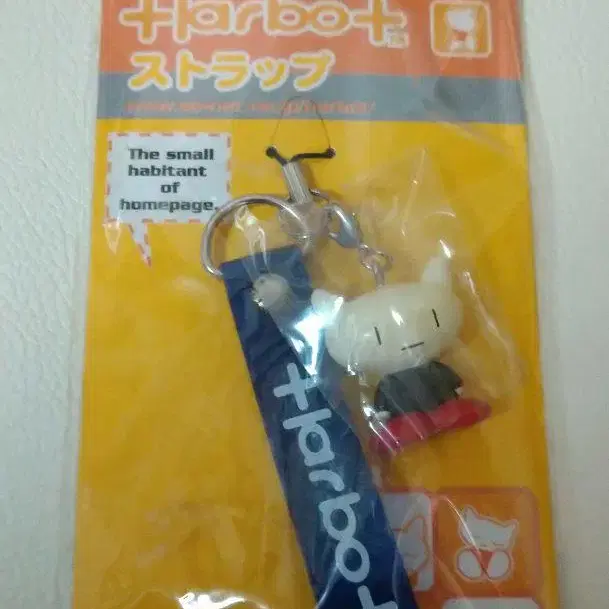 Harbot
ストラップ
The small
habitant
of
homepage.
Harbot